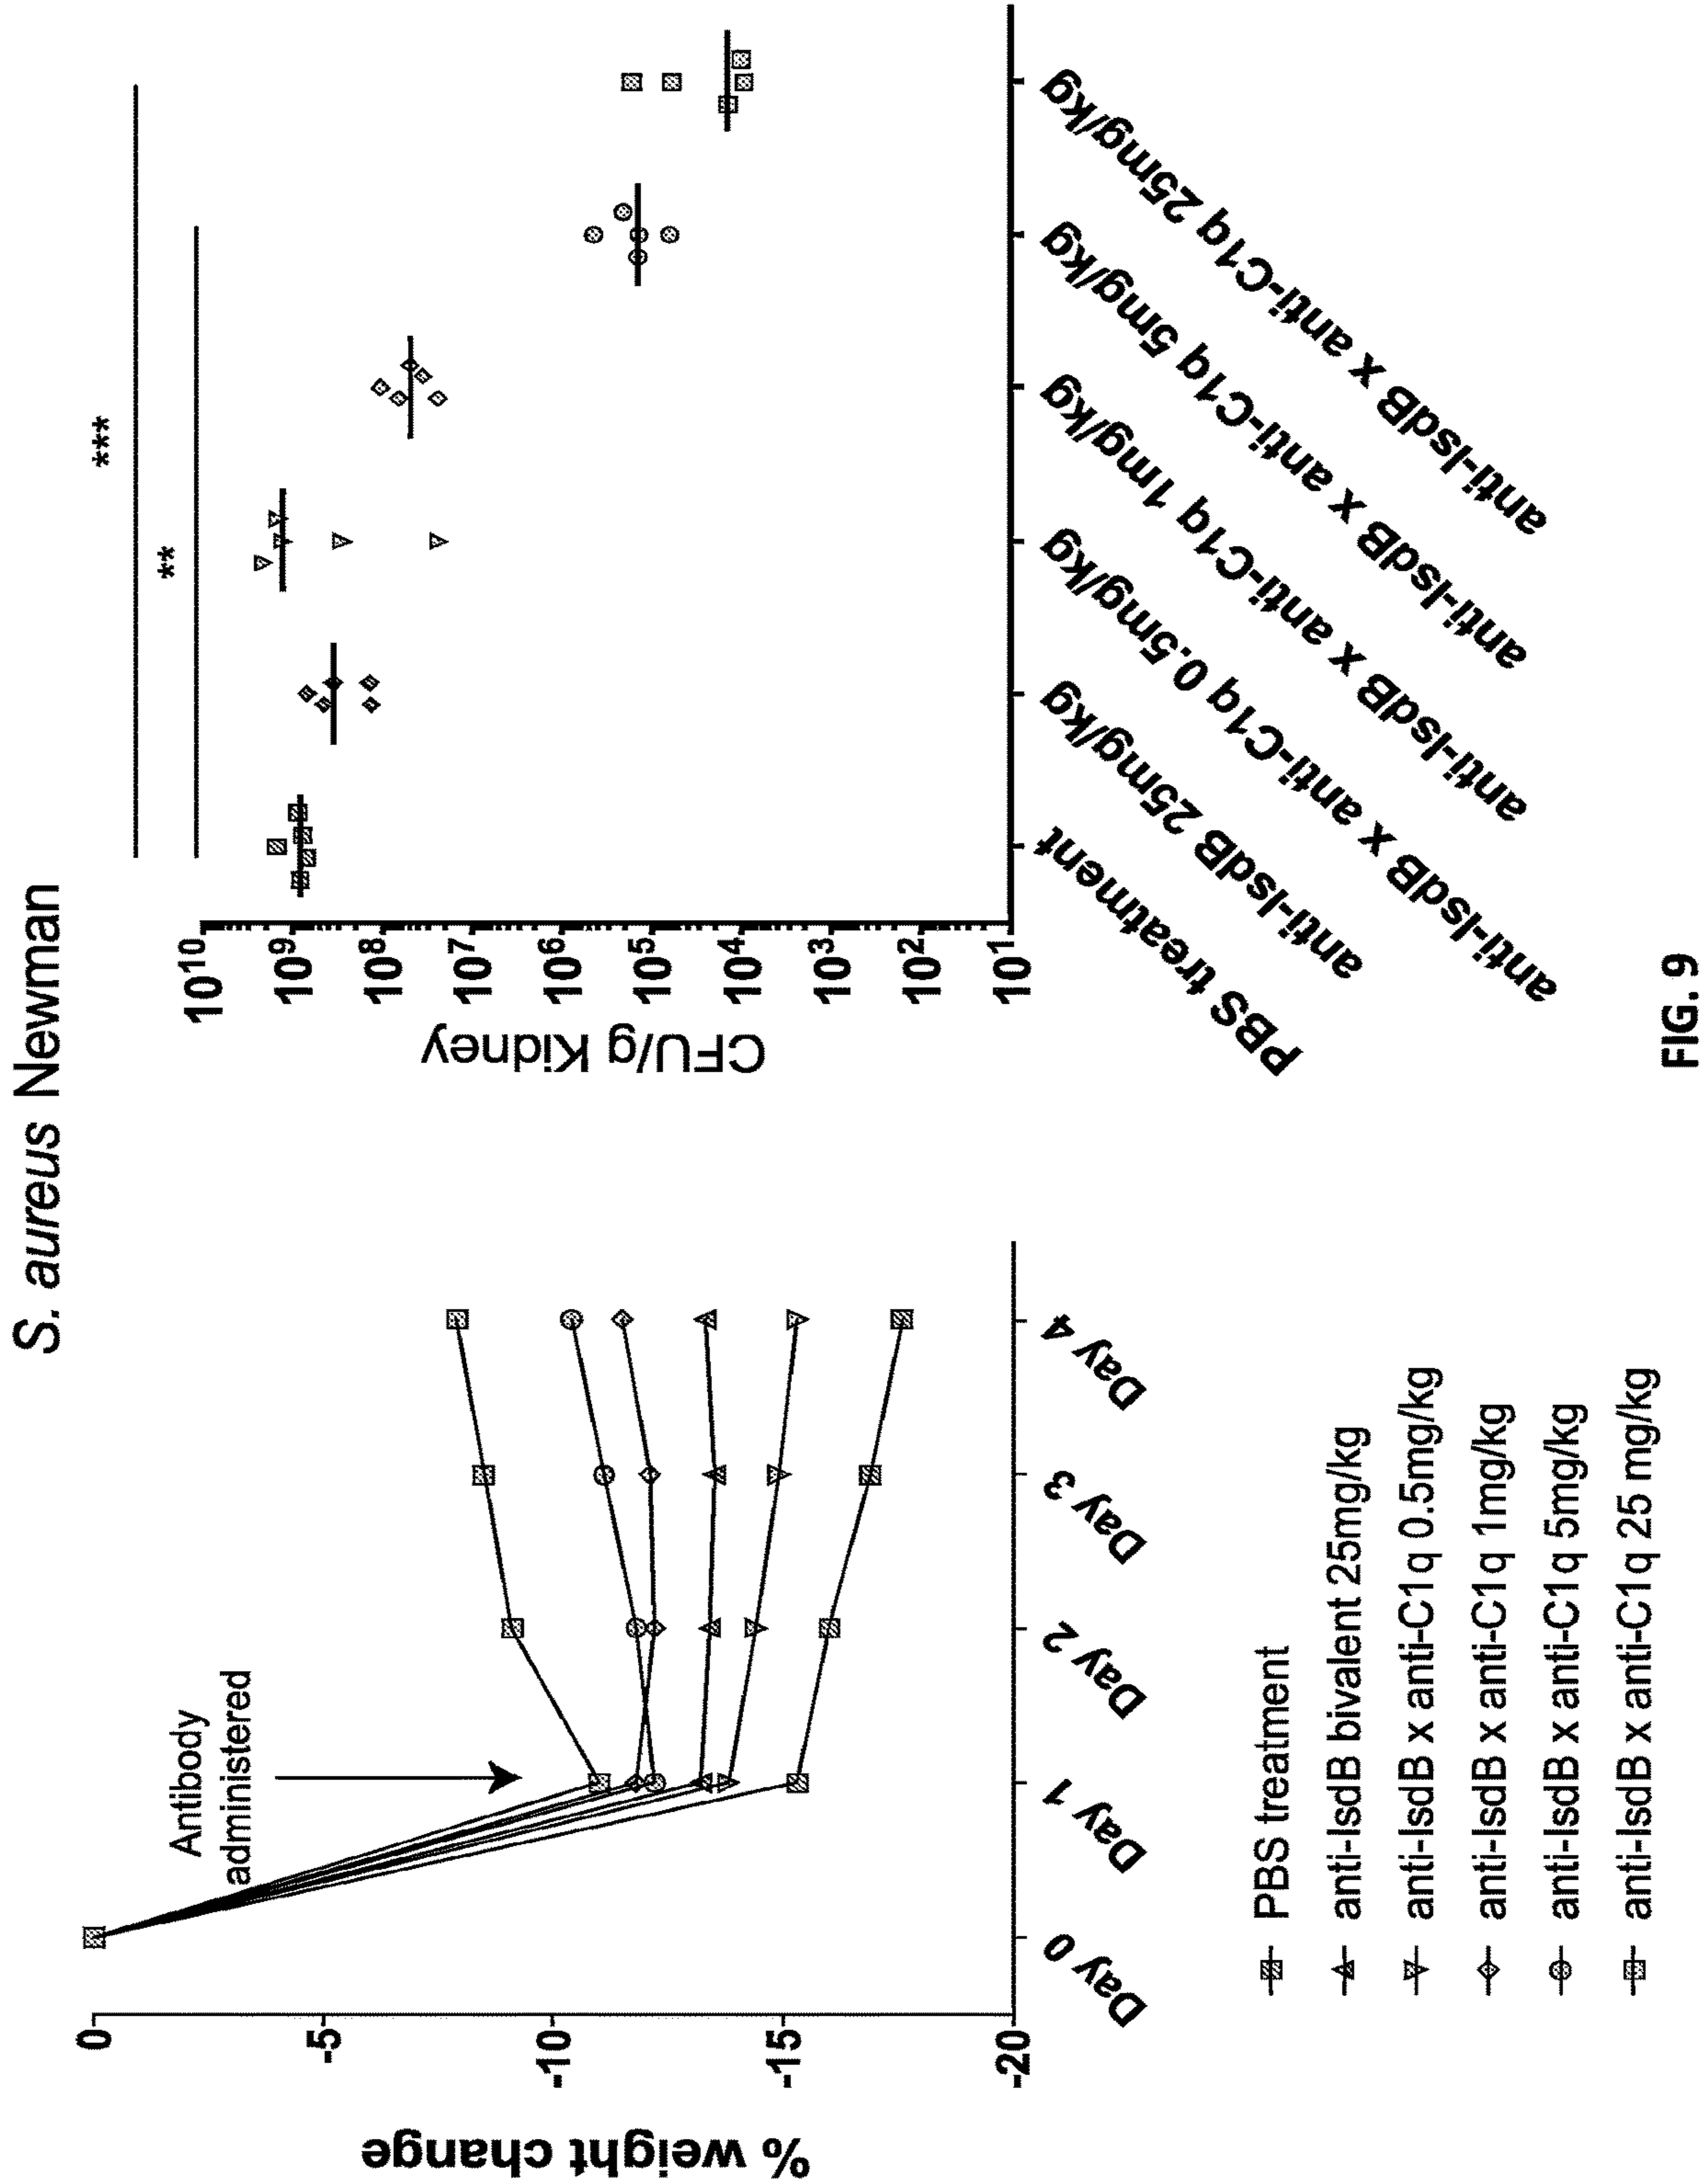 S. aureus Newman
Antibody
administered
% weight change
0
-5
-10
-15
-20
Day 0
Day 1
Day 2
Day 3
Day 4
PBS treatment
anti-IsdB bivalent 25mg/kg
anti-IsdB x anti-C1q 0.5mg/kg
anti-IsdB x anti-C1q 1mg/kg
anti-IsdB x anti-C1q 5mg/kg
anti-IsdB x anti-C1q 25 mg/kg
**
***
CFU/g Kidney
10¹⁰
10⁹
10⁸
10⁷
10⁶
10⁵
10⁴
10³
10²
10¹
PBS treatment
anti-IsdB 25mg/kg
anti-IsdB x anti-C1q 0.5mg/kg
anti-IsdB x anti-C1q 1mg/kg
anti-IsdB x anti-C1q 5mg/kg
anti-IsdB x anti-C1q 25mg/kg
FIG. 9